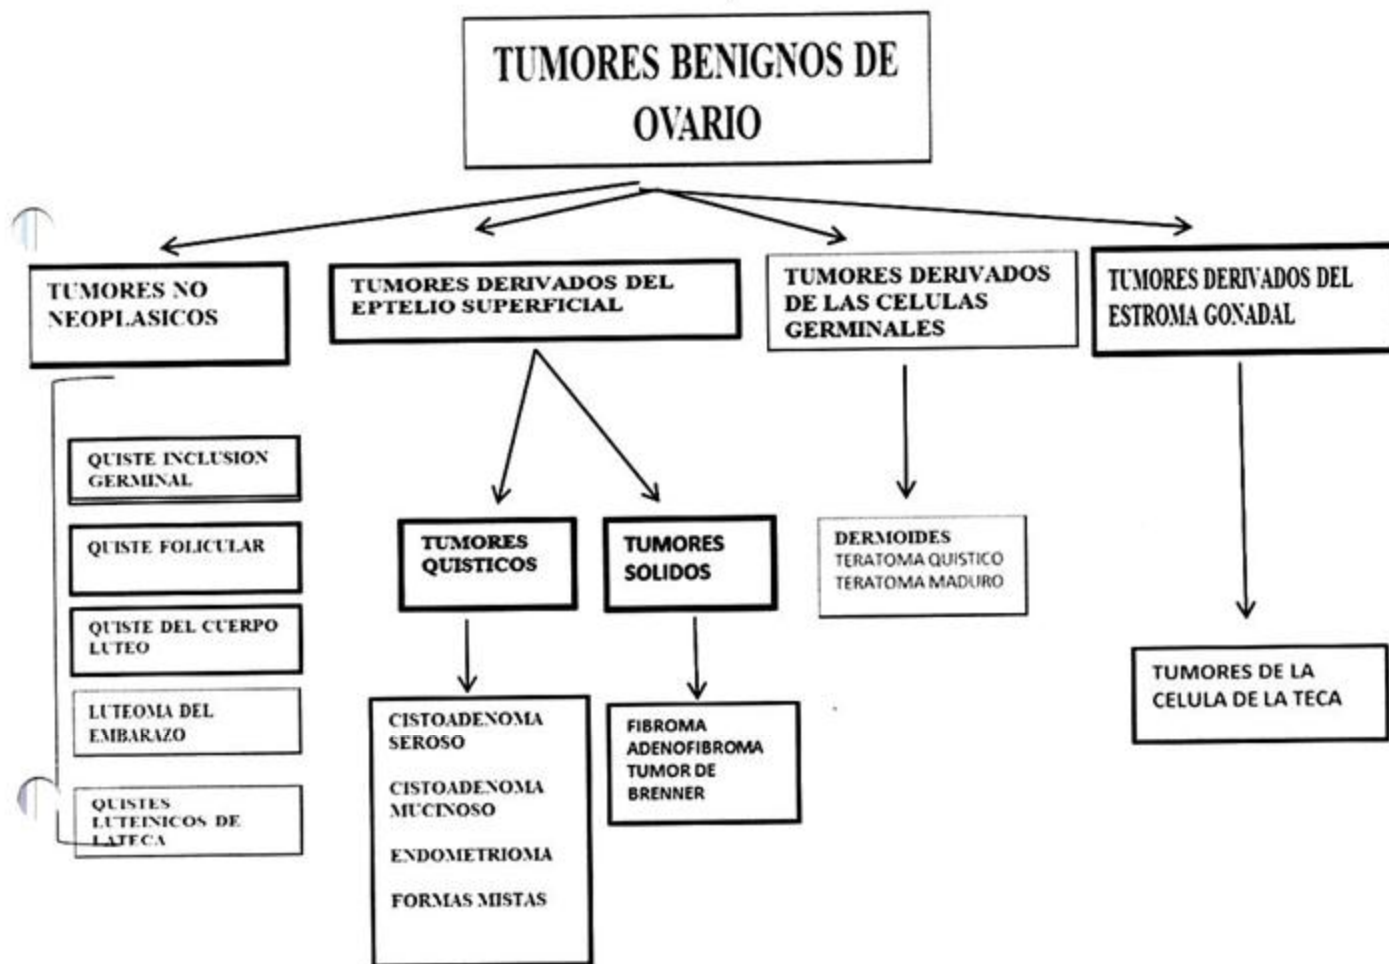 TUMORES BENIGNOS DE
OVARIO
TUMORES NO
NEOPLASICOS
TUMORES DERIVADOS DEL
EPTELIO SUPERFICIAL
TUMORES DERIVADOS
DE LAS CELULAS
GERMINALES
TUMORES DERIVADOS DEL
ESTROMA GONADAL
QUISTE INCLUSION
GERMINAL
QUISTE FOLICULAR
QUISTE DEL CUERPO
LUTEO
LUTEOMA DEL
EMBARAZO
QUISTES
LUTEINICOS DE
LATECA
TUMORES
QUISTICOS
TUMORES
SOLIDOS
CISTOADENOMA
SEROSO
CISTOADENOMA
MUCINOSO
ENDOMETRIOMA
FORMAS MISTAS
FIBROMA
ADENOFIBROMA
TUMOR DE
BRENNER
DERMOIDES
TERATOMA QUISTICO
TERATOMA MADURO
TUMORES DE LA
CELULA DE LA TECA